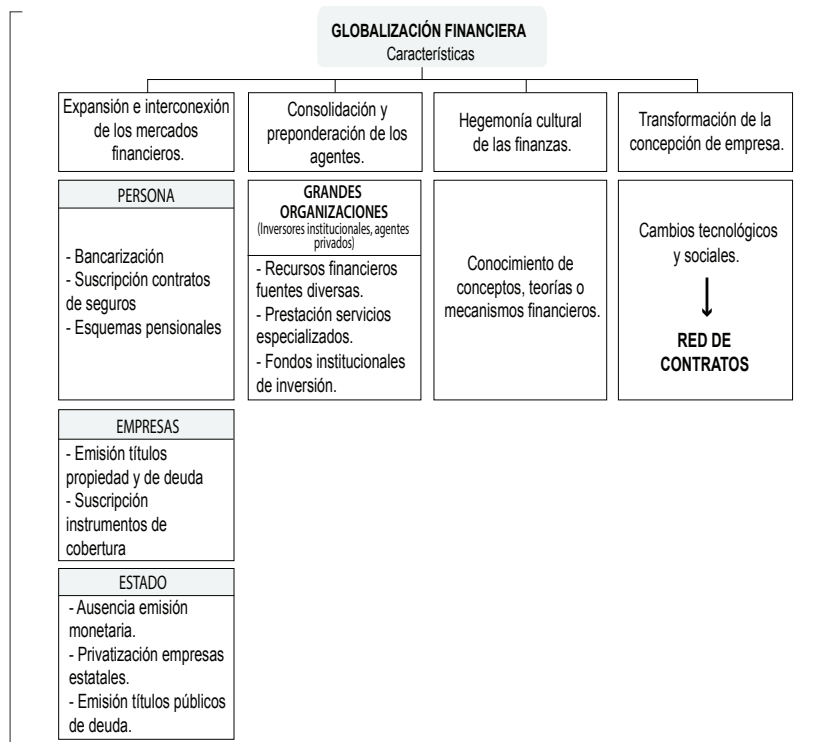 GLOBALIZACIÓN FINANCIERA
Características
Expansión e interconexión
de los mercados
financieros.
Consolidación y
preponderación de los
agentes.
Hegemonía cultural
de las finanzas.
Transformación de la
concepción de empresa.
PERSONA
- Bancarización
- Suscripción contratos
de seguros
- Esquemas pensionales
GRANDES
ORGANIZACIONES
(Inversores institucionales, agentes
privados)
- Recursos financieros
fuentes diversas.
- Prestación servicios
especializados.
- Fondos institucionales
de inversión.
Conocimiento de
conceptos, teorías o
mecanismos financieros.
Cambios tecnológicos
y sociales.
RED DE
CONTRATOS
EMPRESAS
- Emisión títulos
propiedad y de deuda
- Suscripción
instrumentos de
cobertura
ESTADO
- Ausencia emisión
monetaria.
- Privatización empresas
estatales.
- Emisión títulos públicos
de deuda.